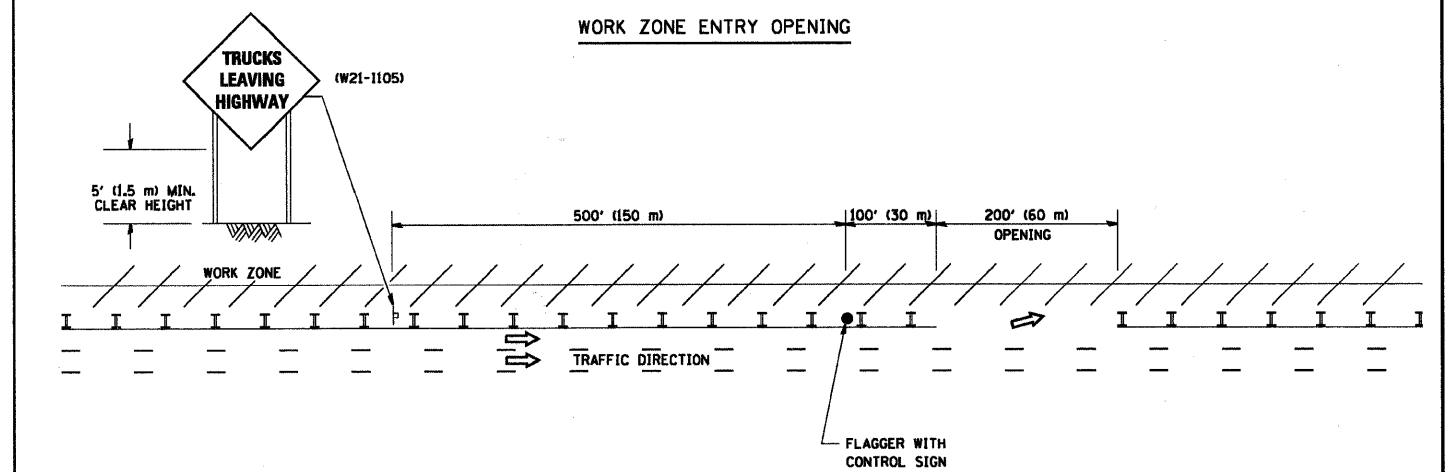 WORK ZONE ENTRY OPENING
TRUCKS
LEAVING
HIGHWAY
(W21-I105)
5' (1.5 m) MIN.
CLEAR HEIGHT
500' (150 m)
100' (30 m)
200' (60 m)
OPENING
WORK ZONE
TRAFFIC DIRECTION
FLAGGER WITH
CONTROL SIGN